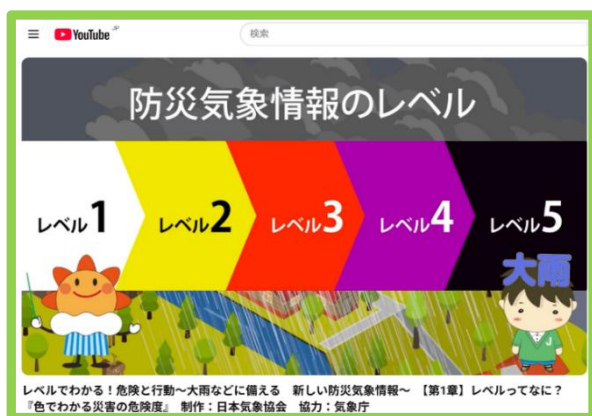 YouTube JP
検索
防災気象情報のレベル
レベル1 レベル2 レベル3 レベル4 レベル5
大雨
J
レベルでわかる！危険と行動～大雨などに備える　新しい防災気象情報～　【第1章】レベルってなに？
『色でわかる災害の危険度』　制作：日本気象協会　協力：気象庁